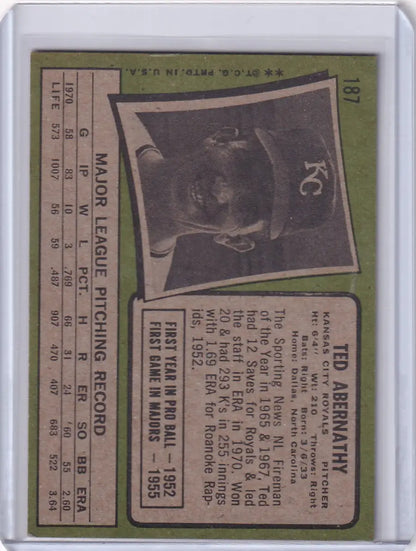 187
KC
TED ABERNATHY
KANSAS CITY ROYALS PITCHER
Ht: 6'4" Wt: 210 Throws: Right
Bats: Right Born: 3/6/33
Home: Dallas, North Carolina
The Sporting News NL Fireman
of the Year in 1965 & 1967, Ted
had 12 Saves for Royals & led
the staff in ERA in 1970. Won
20 & had 293 K's in 255 innings
with 1.69 ERA for Roanoke Rap-
ids, 1952.
FIRST YEAR IN PRO BALL — 1952
FIRST GAME IN MAJORS — 1955
MAJOR LEAGUE PITCHING RECORD
G IP W L PCT. H R ER SO BB ERA
1970 58 83 10 3 .769 66 31 24 60 55 2.60
LIFE 573 1007 56 59 .487 907 470 407 683 522 3.64
**©T.C.G. PRTD. IN U.S.A.